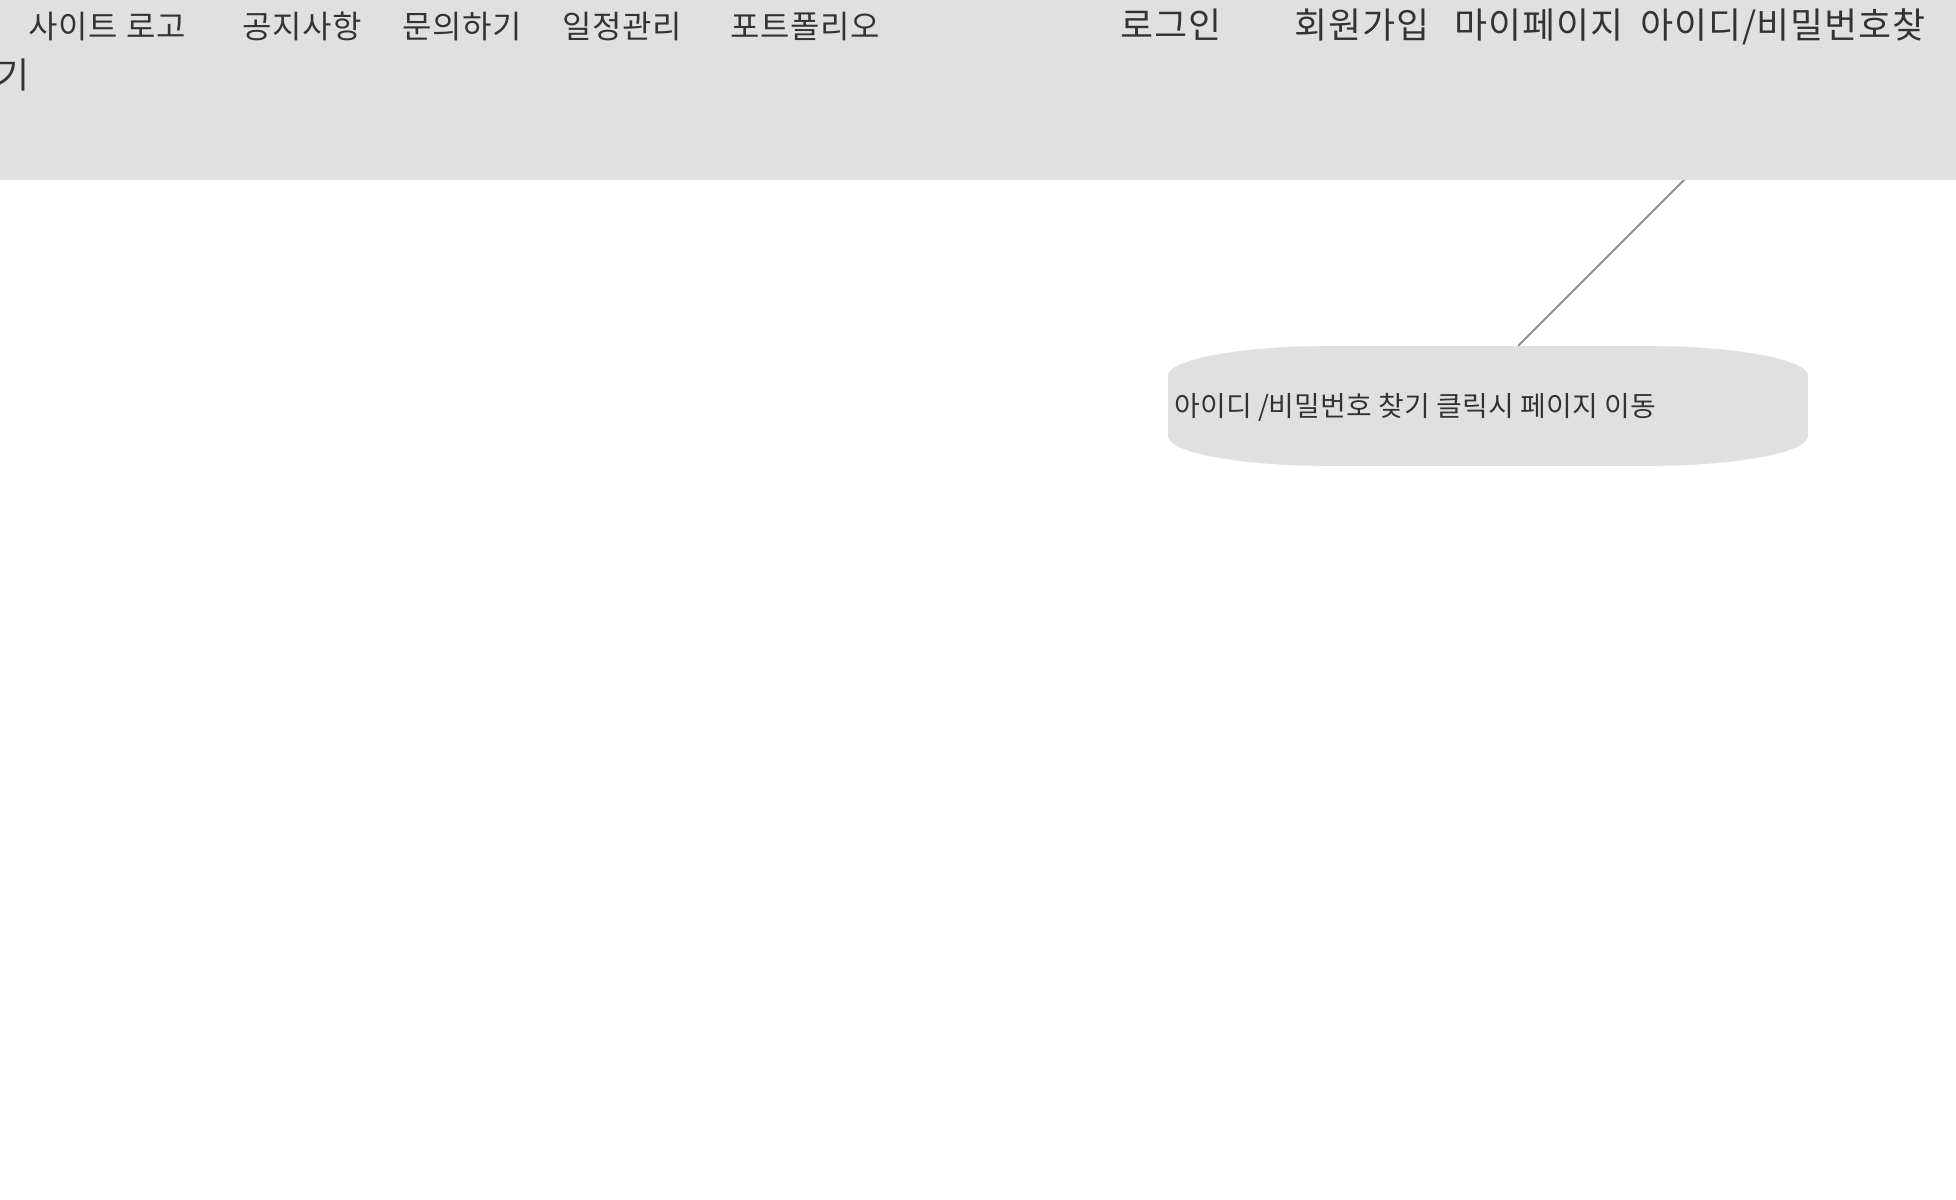 사이트 로고 공지사항 문의하기 일정관리 포트폴리오 로그인 회원가입 마이페이지 아이디/비밀번호찾
기
아이디 /비밀번호 찾기 클릭시 페이지 이동